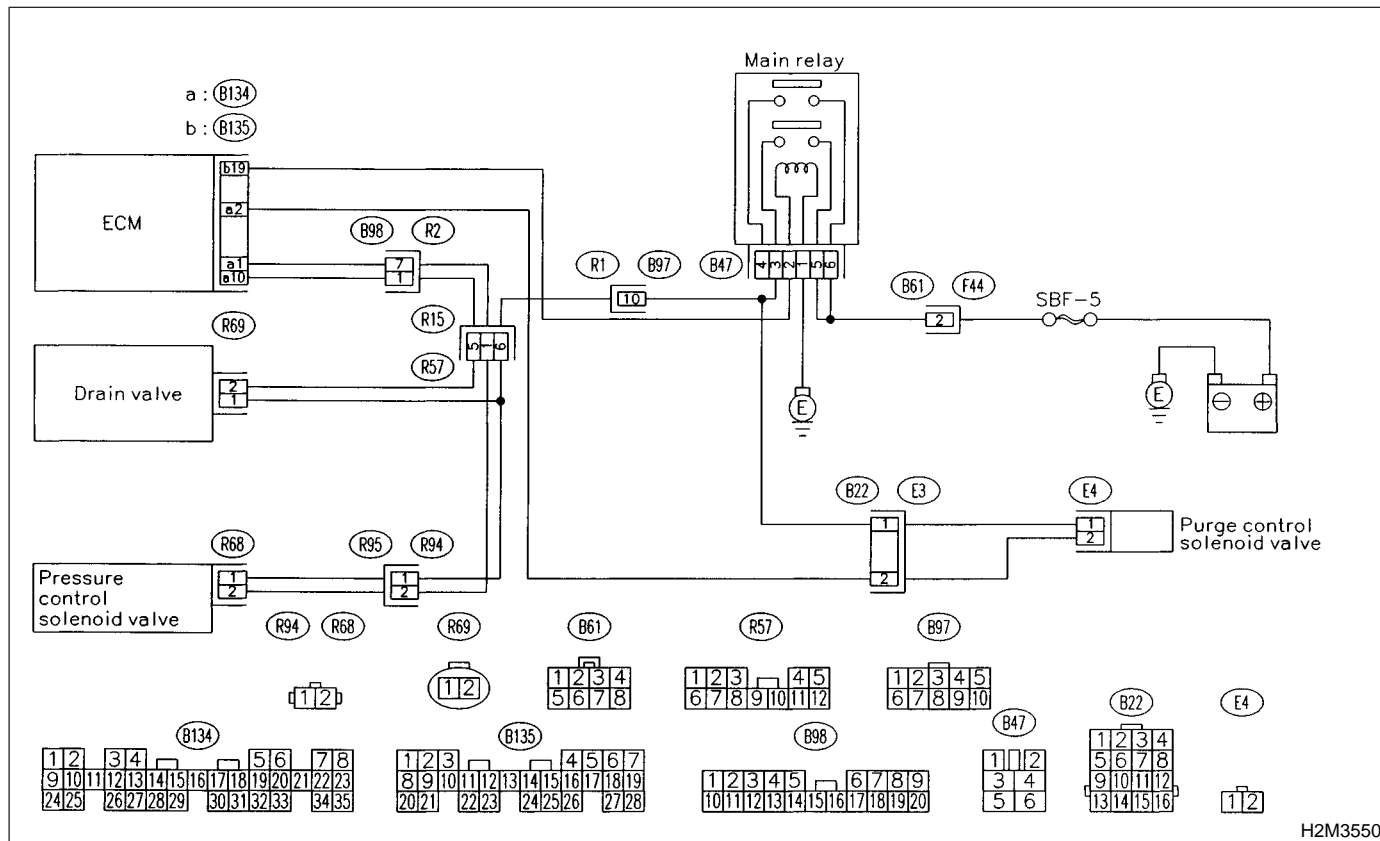 Main relay
a : B134
b : B135
ECM
b19
a2
a1
a10
B98 R2
7
1
R1 B97 B47
10
4 3 2 1 5 6
B61 F44
2
SBF-5
R69
R15
5 1 6
R57
Drain valve
2
1
E
E
⊖ ⊕
B22 E3
1
2
E4
1
2
Purge control
solenoid valve
R68
1
2
R95 R94
1
2
Pressure
control
solenoid valve
R94 R68
1 2
R69
1 2
B61
1 2 3 4
5 6 7 8
R57
1 2 3 4 5
6 7 8 9 10 11 12
B97
1 2 3 4 5
6 7 8 9 10
B134
1 2 3 4 5 6 7 8
9 10 11 12 13 14 15 16 17 18 19 20 21 22 23
24 25 26 27 28 29 30 31 32 33 34 35
B135
1 2 3 4 5 6 7
8 9 10 11 12 13 14 15 16 17 18 19
20 21 22 23 24 25 26 27 28
B98
1 2 3 4 5 6 7 8 9
10 11 12 13 14 15 16 17 18 19 20
B47
1 2
3 4
5 6
B22
1 2 3 4
5 6 7 8
9 10 11 12
13 14 15 16
E4
1 2
H2M3550